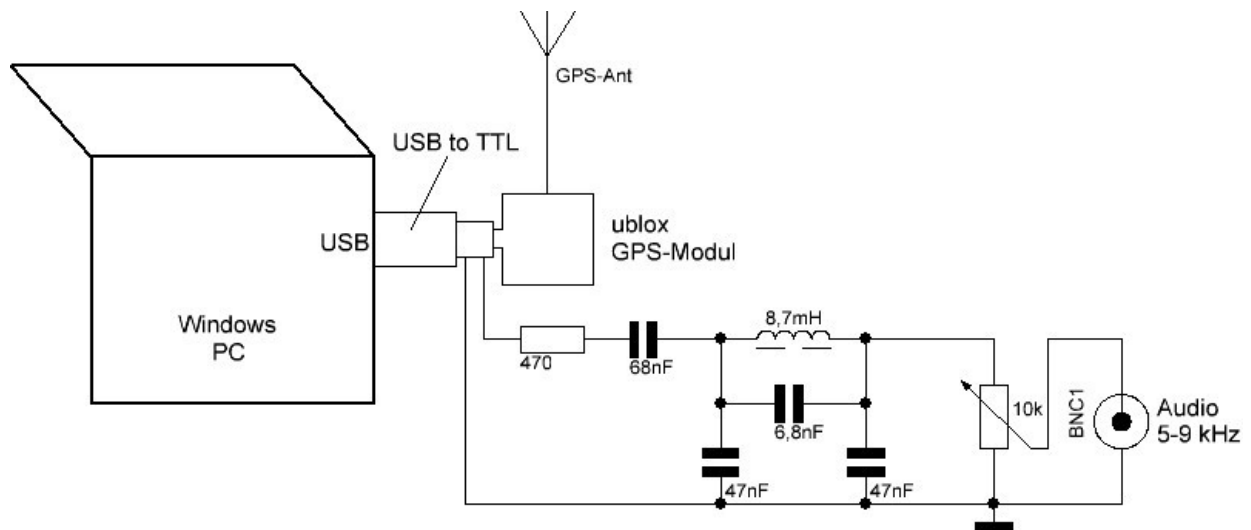 GPS-Ant
USB to TTL
USB
ublox
GPS-Modul
Windows
PC
8,7mH
470
68nF
6,8nF
10k
BNC1
Audio
5-9 kHz
47nF
47nF